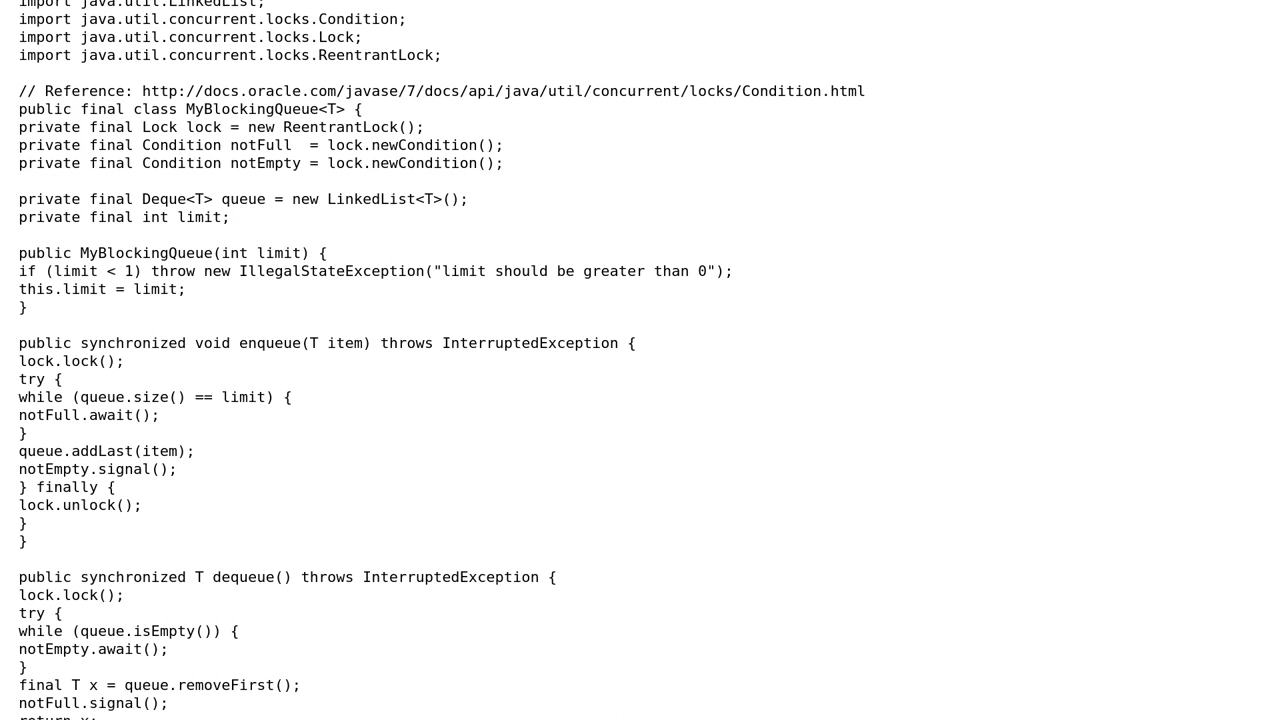 import java.util.LinkedList;
import java.util.concurrent.locks.Condition;
import java.util.concurrent.locks.Lock;
import java.util.concurrent.locks.ReentrantLock;
// Reference: http://docs.oracle.com/javase/7/docs/api/java/util/concurrent/locks/Condition.html
public final class MyBlockingQueue<T> {
private final Lock lock = new ReentrantLock();
private final Condition notFull  = lock.newCondition();
private final Condition notEmpty = lock.newCondition();
private final Deque<T> queue = new LinkedList<T>();
private final int limit;
public MyBlockingQueue(int limit) {
if (limit < 1) throw new IllegalStateException("limit should be greater than 0");
this.limit = limit;
}
public synchronized void enqueue(T item) throws InterruptedException {
lock.lock();
try {
while (queue.size() == limit) {
notFull.await();
}
queue.addLast(item);
notEmpty.signal();
} finally {
lock.unlock();
}
}
public synchronized T dequeue() throws InterruptedException {
lock.lock();
try {
while (queue.isEmpty()) {
notEmpty.await();
}
final T x = queue.removeFirst();
notFull.signal();
return x;